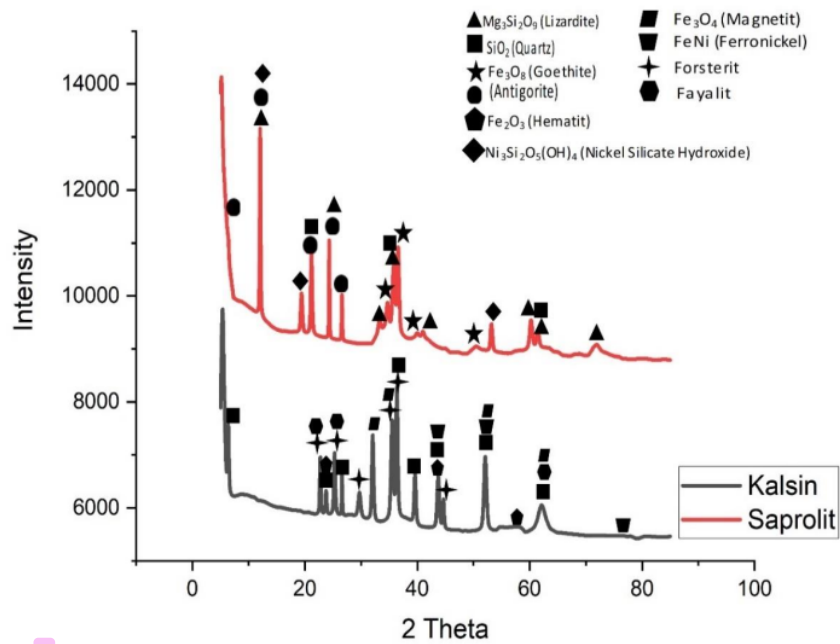 Mg₃Si₂O₉ (Lizardite)
SiO₂ (Quartz)
Fe₃O₈ (Goethite)
(Antigorite)
Fe₂O₃ (Hematit)
Ni₃Si₂O₅(OH)₄ (Nickel Silicate Hydroxide)
Fe₃O₄ (Magnetit)
FeNi (Ferronickel)
Forsterit
Fayalit
14000
12000
10000
8000
6000
Intensity
Kalsin
Saprolit
0 20 40 60 80 100
2 Theta